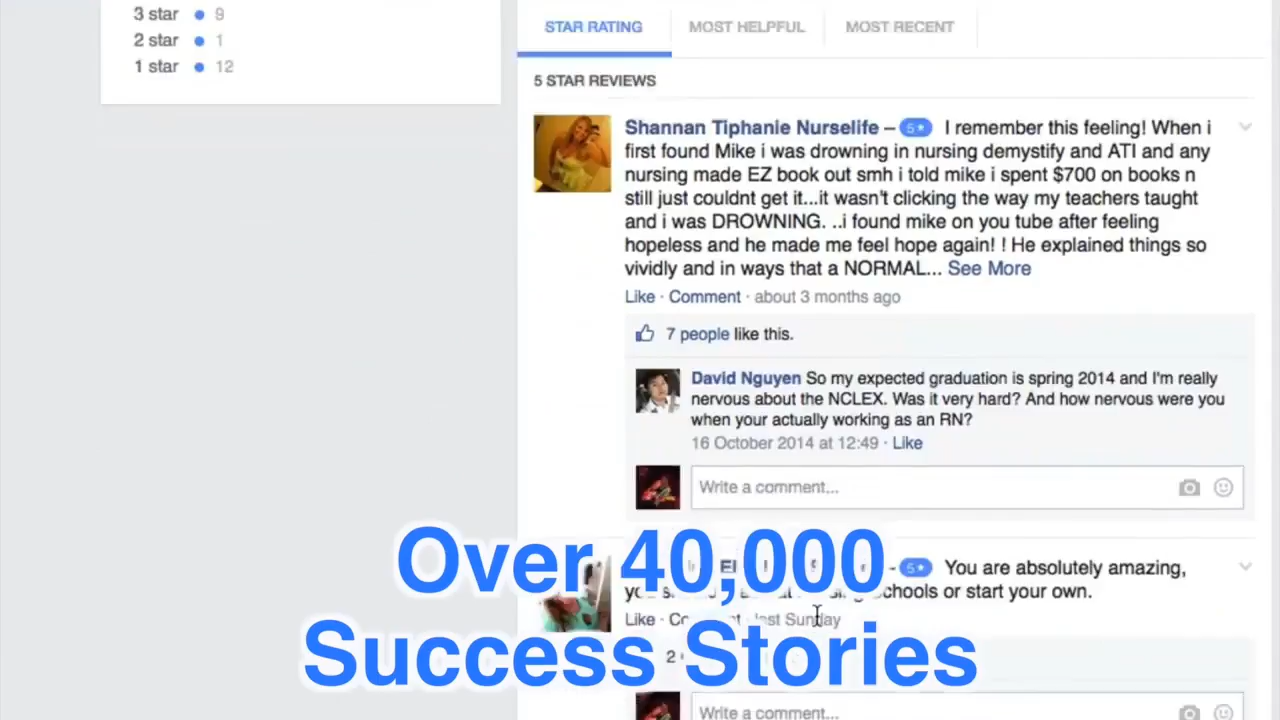 3 star 9
2 star 1
1 star 12
STAR RATING MOST HELPFUL MOST RECENT
5 STAR REVIEWS
Shannan Tiphanie Nurselife – 5★ I remember this feeling! When i
first found Mike i was drowning in nursing demystify and ATI and any
nursing made EZ book out smh i told mike i spent $700 on books n
still just couldnt get it...it wasn't clicking the way my teachers taught
and i was DROWNING. ..i found mike on you tube after feeling
hopeless and he made me feel hope again! ! He explained things so
vividly and in ways that a NORMAL... See More
Like · Comment · about 3 months ago
7 people like this.
David Nguyen So my expected graduation is spring 2014 and I'm really
nervous about the NCLEX. Was it very hard? And how nervous were you
when your actually working as an RN?
16 October 2014 at 12:49 · Like
Write a comment...
5★ You are absolutely amazing,
schools or start your own.
Like · last Sunday
2
Write a comment...
Over 40,000
Success Stories